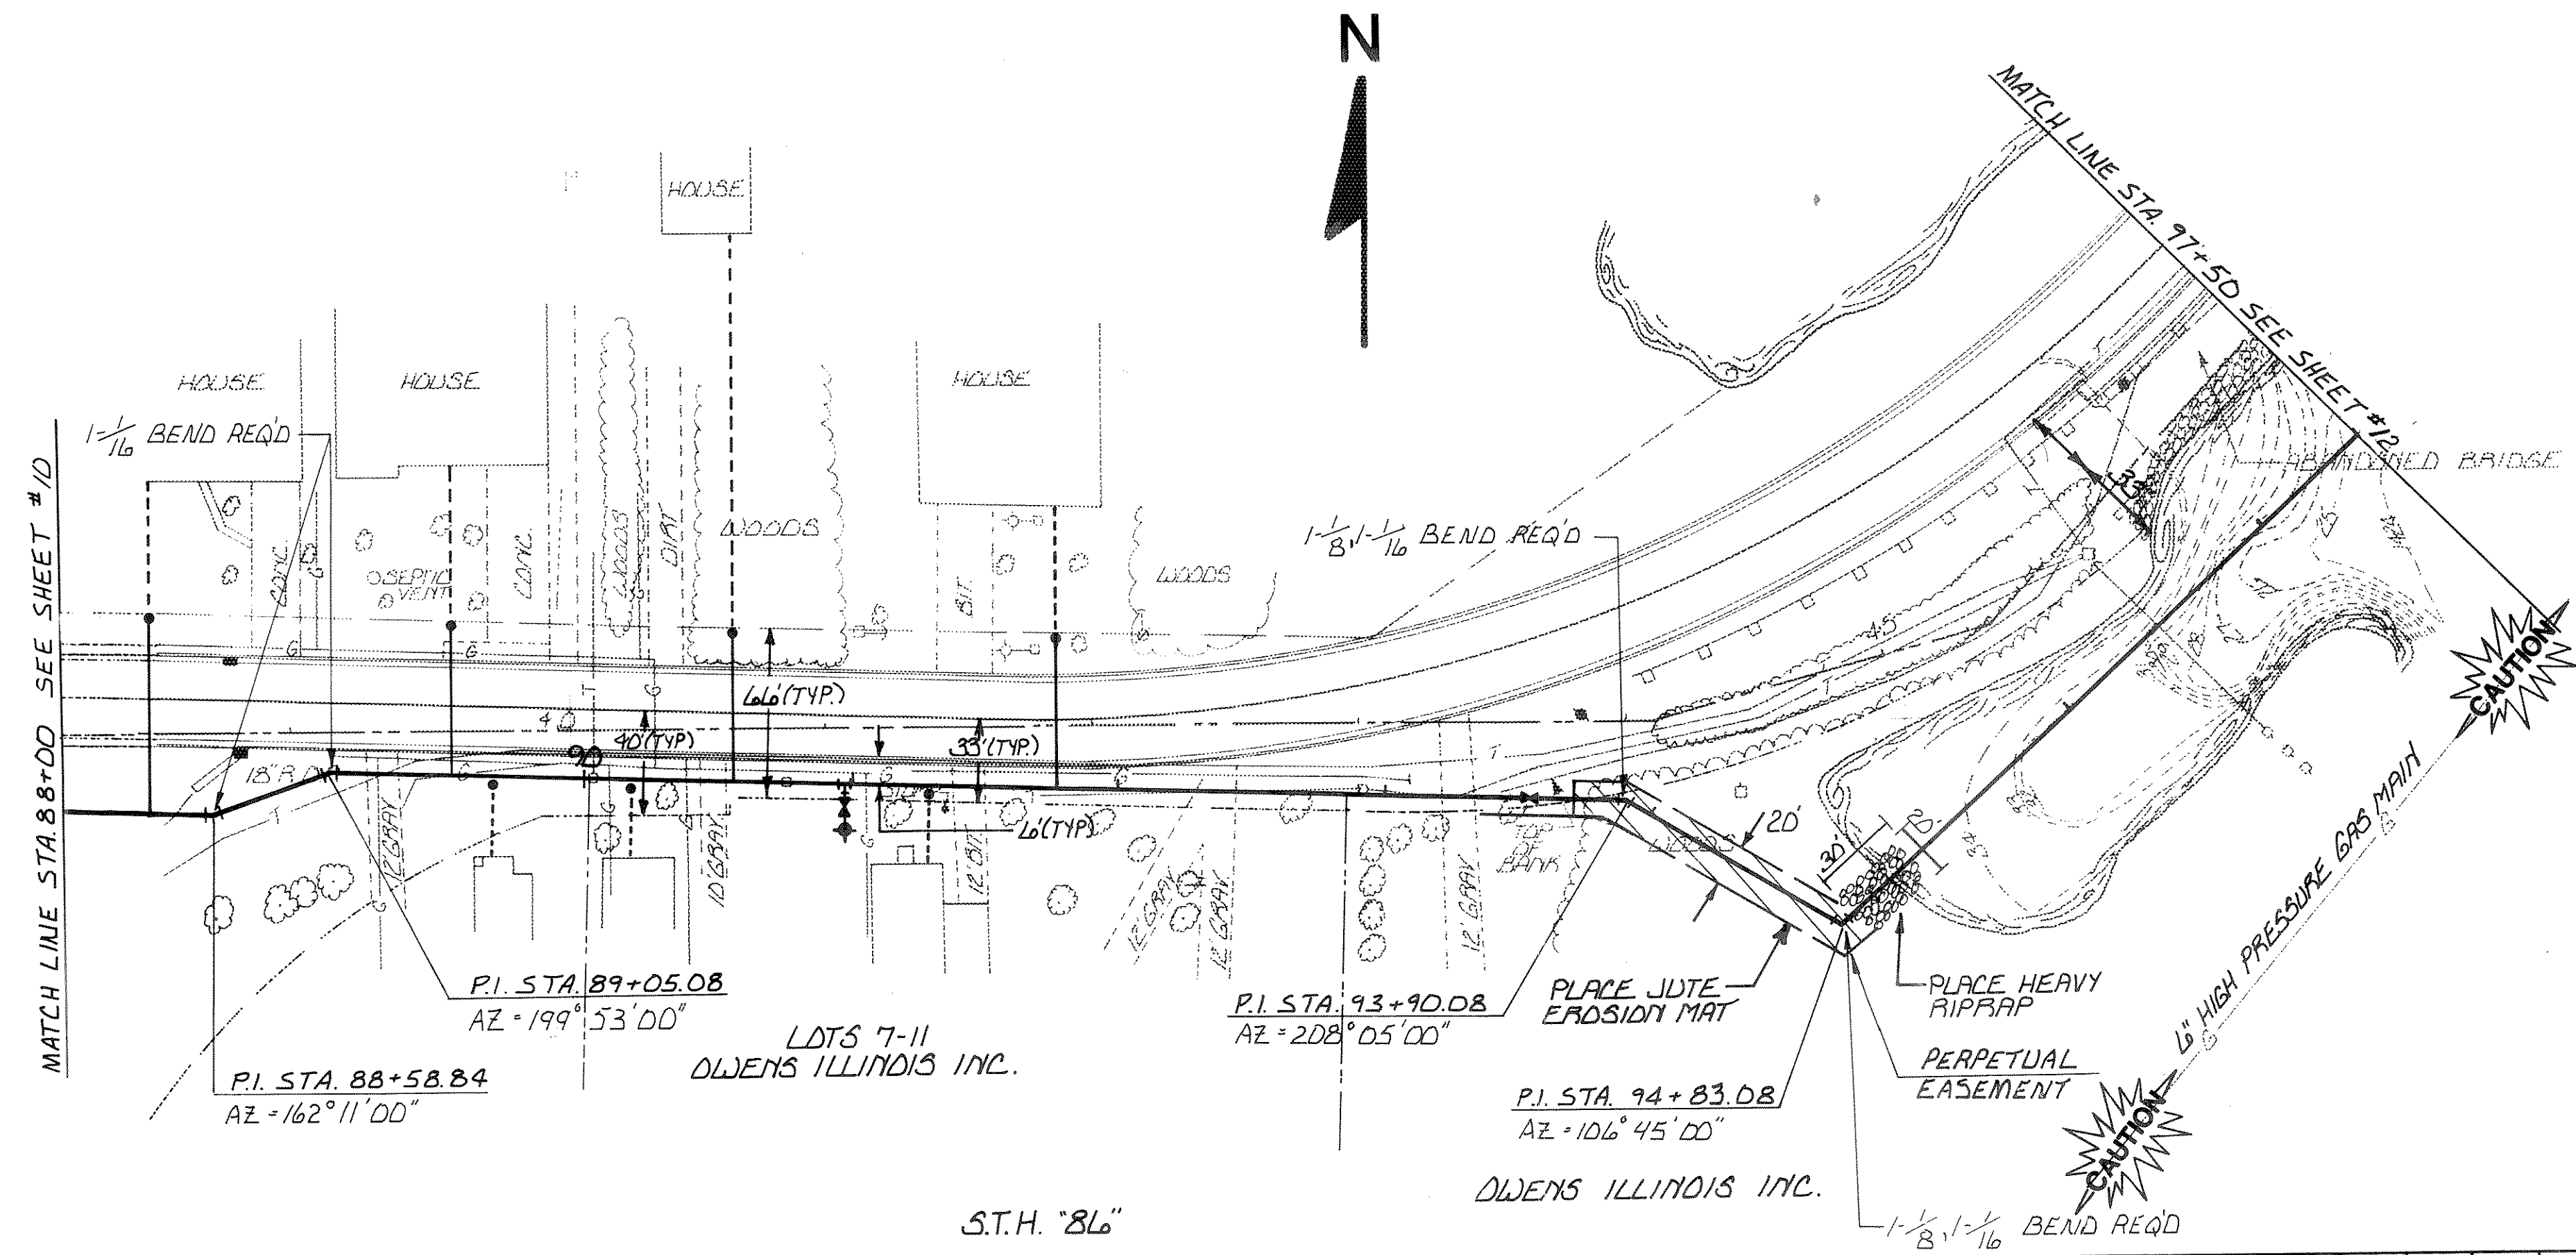 N
MATCH LINE STA. 97+50 SEE SHEET #12
HOUSE
HOUSE
HOUSE
HOUSE
1-1/16 BEND REQ'D
ABANDONED BRIDGE
MATCH LINE STA. 88+00 SEE SHEET #10
CONC.
SEPTIC
VENT
CONC.
WOODS
DIRT
WOODS
BIT.
WOODS
1-1/8, 1-1/16 BEND REQ'D
33'
45
G
G
G
66'(TYP.)
40'(TYP.)
33'(TYP.)
90
18" R.
6'(TYP.)
12' GRAV.
10' GRAV.
12' BIT.
12' GRAV.
12' GRAV.
12' GRAV.
TOP
OF
BANK
WOODS
20'
30'
18'
34
CAUTION
6" HIGH PRESSURE GAS MAIN
P.I. STA. 89+05.08
AZ = 199° 53' 00"
P.I. STA. 88+58.84
AZ = 162° 11' 00"
LOTS 7-11
OWENS ILLINOIS INC.
P.I. STA. 93+90.08
AZ = 208° 05' 00"
PLACE JUTE
EROSION MAT
PLACE HEAVY
RIPRAP
PERPETUAL
EASEMENT
P.I. STA. 94+83.08
AZ = 106° 45' 00"
CAUTION
OWENS ILLINOIS INC.
S.T.H. "86"
1-1/8, 1-1/16 BEND REQ'D